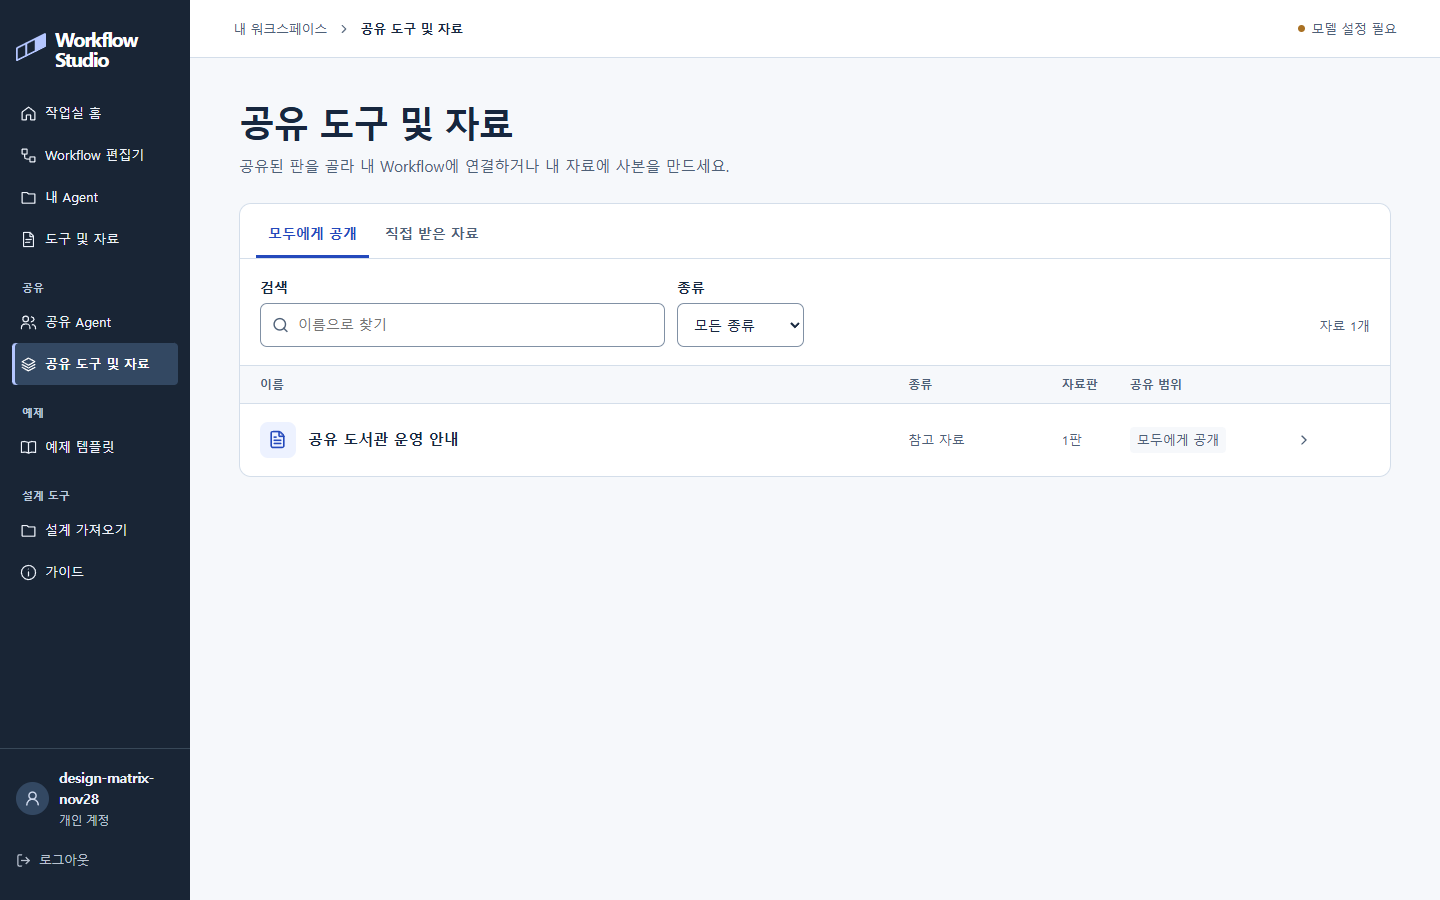 Workflow
Studio
작업실 홈
Workflow 편집기
내 Agent
도구 및 자료
공유
공유 Agent
공유 도구 및 자료
예제
예제 템플릿
설계 도구
설계 가져오기
가이드
design-matrix-
nov28
개인 계정
로그아웃
내 워크스페이스 > 공유 도구 및 자료
모델 설정 필요
공유 도구 및 자료
공유된 판을 골라 내 Workflow에 연결하거나 내 자료에 사본을 만드세요.
모두에게 공개 직접 받은 자료
검색 종류
이름으로 찾기 모든 종류 자료 1개
이름 종류 자료판 공유 범위
공유 도서관 운영 안내 참고 자료 1판 모두에게 공개